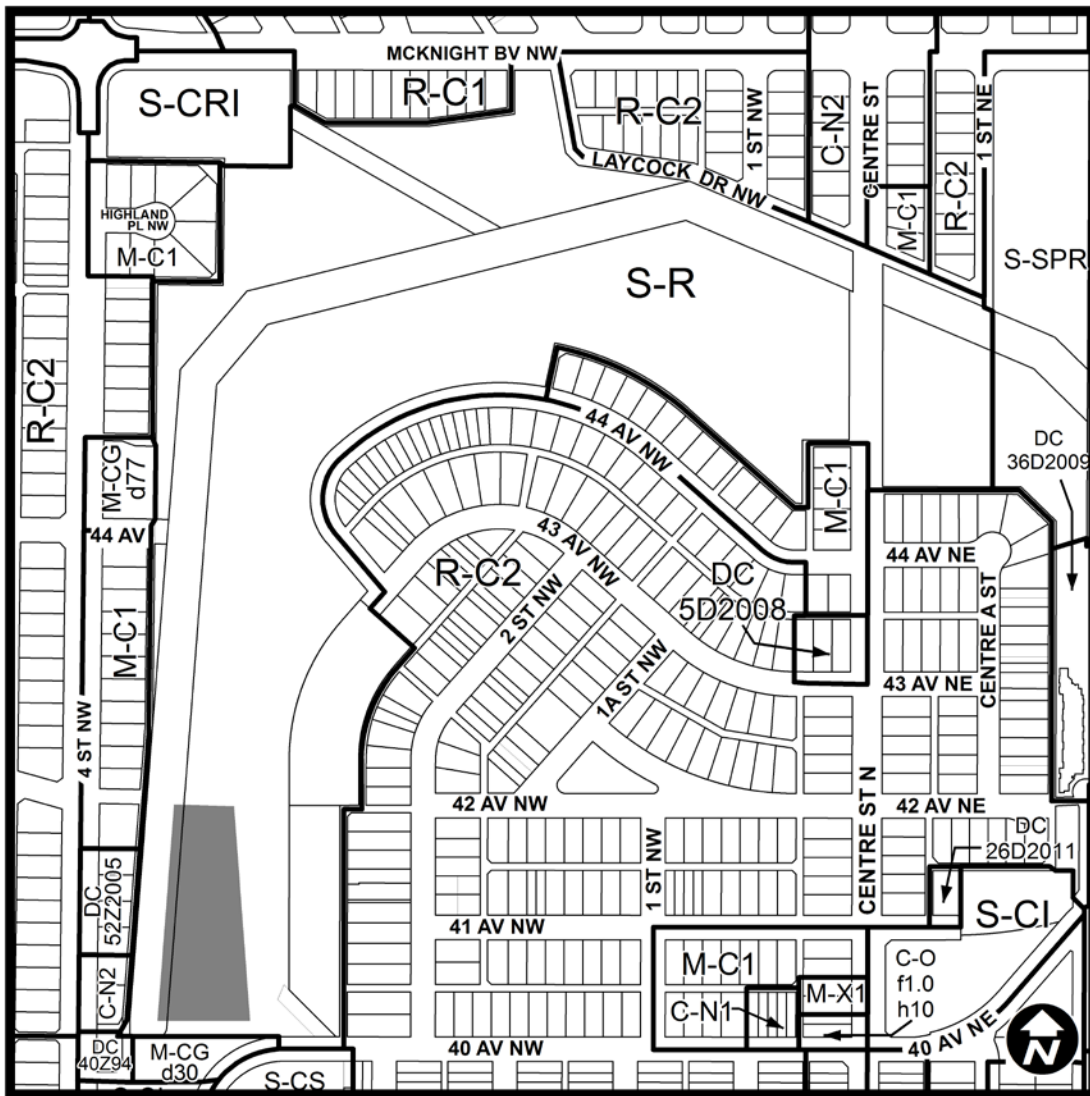 MCKNIGHT BV NW
S-CRI
R-C1
R-C2
1 ST NW
C-N2
CENTRE ST
1 ST NE
R-C2
LAYCOCK DR NW
M-C1
HIGHLAND
PL NW
M-C1
S-R
S-SPR
R-C2
44 AV NW
DC
36D2009
M-CG
d77
M-C1
44 AV
43 AV NW
44 AV NE
R-C2
DC
5D2008
2 ST NW
CENTRE A ST
M-C1
1A ST NW
43 AV NE
4 ST NW
42 AV NW
CENTRE ST N
42 AV NE
DC
26D2011
DC
52Z2005
1 ST NW
S-CI
41 AV NW
M-C1
C-O
f1.0
h10
C-N2
M-X1
C-N1
DC
40Z94
M-CG
d30
40 AV NW
40 AV NE
S-CS
N